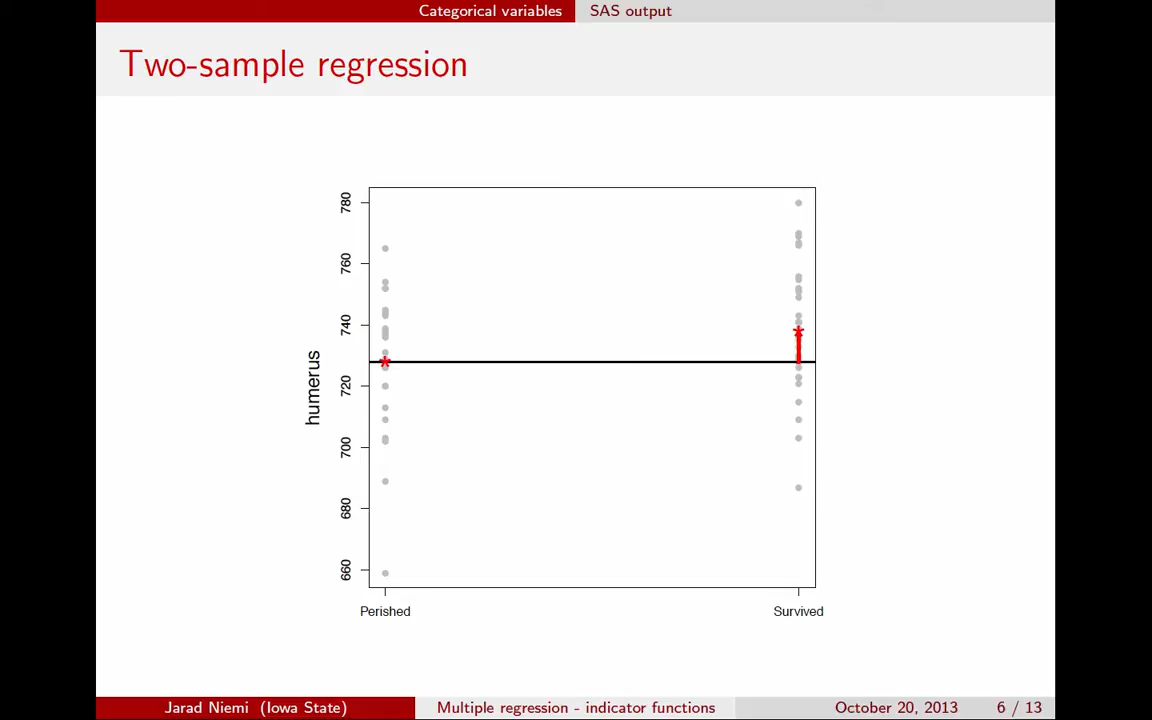 Categorical variables SAS output
Two-sample regression
780
760
740
720
700
680
660
humerus
Perished Survived
Jarad Niemi (Iowa State) Multiple regression - indicator functions October 20, 2013 6 / 13